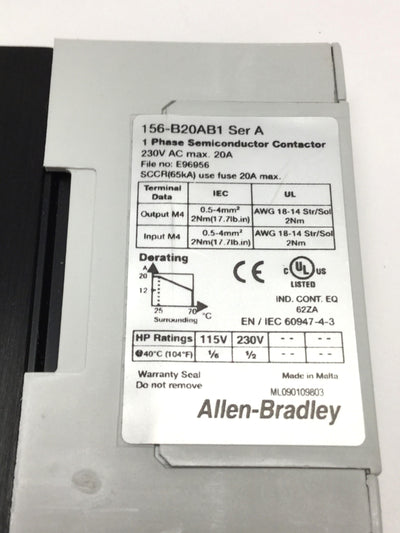 156-B20AB1 Ser A
1 Phase Semiconductor Contactor
230V AC max. 20A
File no: E96956
SCCR(65kA) use fuse 20A max.
Terminal Data IEC UL
Output M4 0.5-4mm² 2Nm(17.7lb.in) AWG 18-14 Str/Sol 2Nm
Input M4 0.5-4mm² 2Nm(17.7lb.in) AWG 18-14 Str/Sol 2Nm
Derating
A
20
12
25 70 °C
Surrounding
CE
C UL US
LISTED
IND. CONT. EQ
62ZA
EN / IEC 60947-4-3
HP Ratings 115V 230V - - - -
@40°C (104°F) 1/6 1/2 - - - -
Warranty Seal
Do not remove
Made in Malta
ML090109803
Allen-Bradley